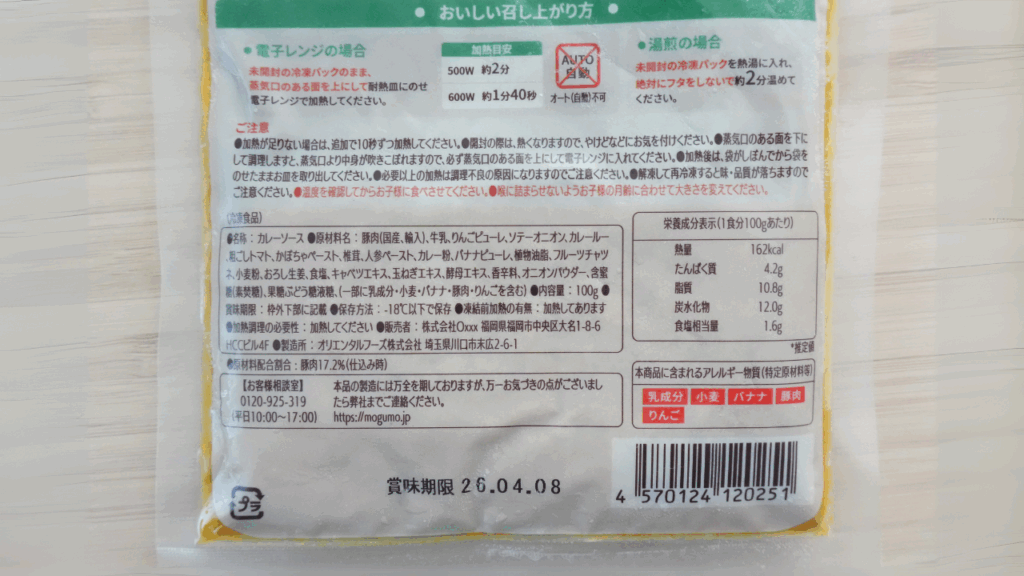 ●おいしい召し上がり方●
●電子レンジの場合
未開封の冷凍パックのまま、
蒸気口のある面を上にして耐熱皿にのせ
電子レンジで加熱してください。
加熱目安
500W 約2分
600W 約1分40秒
AUTO
自動
オート(自動)不可
●湯煎の場合
未開封の冷凍パックを熱湯に入れ、
絶対にフタをしないで約2分温めて
ください。
ご注意
●加熱が足りない場合は、追加で10秒ずつ加熱してください。●開封の際は、熱くなりますので、やけどなどにお気を付けください。●蒸気口のある面を下に
して調理しますと、蒸気口より中身が吹きこぼれますので、必ず蒸気口のある面を上にして電子レンジに入れてください。●加熱後は、袋がしぼんでから袋を
のせたままお皿を取り出してください。●必要以上の加熱は調理不良の原因になりますのでご注意ください。●解凍して再冷凍すると味・品質が落ちますので
ご注意ください。●温度を確認してからお子様に食べさせてください。●喉に詰まらせないようお子様の月齢に合わせて大きさを変えてください。
(冷凍食品)
●名称：カレーソース ●原材料名：豚肉(国産、輸入)、牛乳、りんごピューレ、ソテーオニオン、カレールー、
裏ごしトマト、かぼちゃペースト、椎茸、人参ペースト、カレー粉、バナナピューレ、植物油脂、フルーツチャツ
ネ、小麦粉、おろし生姜、食塩、キャベツエキス、玉ねぎエキス、酵母エキス、香辛料、オニオンパウダー、含蜜
糖(素焚糖)、果糖ぶどう糖液糖、(一部に乳成分・小麦・バナナ・豚肉・りんごを含む) ●内容量：100g ●
賞味期限：枠外下部に記載 ●保存方法：-18℃以下で保存 ●凍結前加熱の有無：加熱してあります
●加熱調理の必要性：加熱してください ●販売者：株式会社Oxxx 福岡県福岡市中央区大名1-8-6
HCCビル4F ●製造所：オリエンタルフーズ株式会社 埼玉県川口市末広2-6-1
●原材料配合割合：豚肉17.2%(仕込み時)
【お客様相談室】
0120-925-319
(平日10:00〜17:00)
本品の製造には万全を期しておりますが、万一お気づきの点がございまし
たら弊社までご連絡ください。
https://mogumo.jp
栄養成分表示(1食分100gあたり)
熱量 162kcal
たんぱく質 4.2g
脂質 10.8g
炭水化物 12.0g
食塩相当量 1.6g
*推定値
本商品に含まれるアレルギー物質(特定原材料等)
乳成分 小麦 バナナ 豚肉
りんご
賞味期限 26.04.08
プラ
4 570124 120251